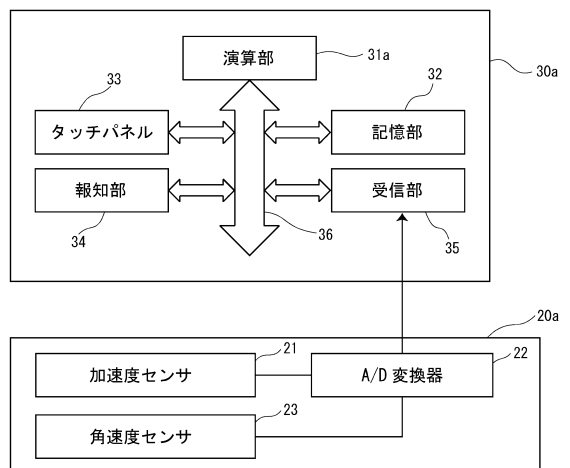 演算部
31a
30a
33
32
タッチパネル
記憶部
報知部
受信部
34
36
35
20a
21
22
加速度センサ
A/D変換器
23
角速度センサ